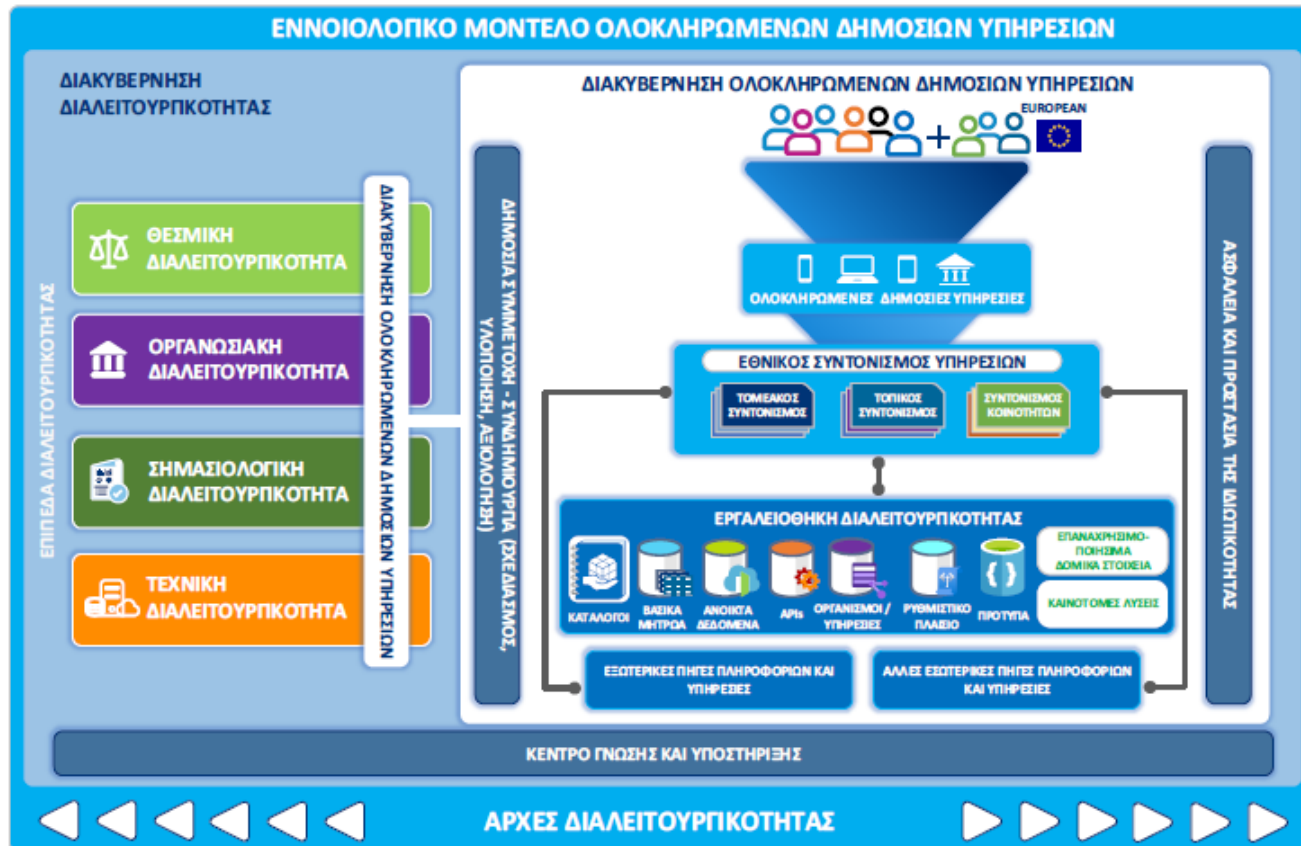 ΕΝΝΟΙΟΛΟΓΙΚΟ ΜΟΝΤΕΛΟ ΟΛΟΚΛΗΡΩΜΕΝΩΝ ΔΗΜΟΣΙΩΝ ΥΠΗΡΕΣΙΩΝ
ΔΙΑΚΥΒΕΡΝΗΣΗ
ΔΙΑΛΕΙΤΟΥΡΓΙΚΟΤΗΤΑΣ
ΕΠΙΠΕΔΑ ΔΙΑΛΕΙΤΟΥΡΓΙΚΟΤΗΤΑΣ
ΘΕΣΜΙΚΗ
ΔΙΑΛΕΙΤΟΥΡΓΙΚΟΤΗΤΑ
ΟΡΓΑΝΩΣΙΑΚΗ
ΔΙΑΛΕΙΤΟΥΡΓΙΚΟΤΗΤΑ
ΣΗΜΑΣΙΟΛΟΓΙΚΗ
ΔΙΑΛΕΙΤΟΥΡΓΙΚΟΤΗΤΑ
ΤΕΧΝΙΚΗ
ΔΙΑΛΕΙΤΟΥΡΓΙΚΟΤΗΤΑ
ΔΙΑΚΥΒΕΡΝΗΣΗ ΟΛΟΚΛΗΡΩΜΕΝΩΝ ΔΗΜΟΣΙΩΝ ΥΠΗΡΕΣΙΩΝ
ΔΙΑΚΥΒΕΡΝΗΣΗ ΟΛΟΚΛΗΡΩΜΕΝΩΝ ΔΗΜΟΣΙΩΝ ΥΠΗΡΕΣΙΩΝ
EUROPEAN
+
ΔΗΜΟΣΙΑ ΣΥΜΜΕΤΟΧΗ - ΣΥΝΔΗΜΙΟΥΡΓΙΑ (ΣΧΕΔΙΑΣΜΟΣ,
ΥΛΟΠΟΙΗΣΗ, ΑΞΙΟΛΟΓΗΣΗ)
ΟΛΟΚΛΗΡΩΜΕΝΕΣ ΔΗΜΟΣΙΕΣ ΥΠΗΡΕΣΙΕΣ
ΕΘΝΙΚΟΣ ΣΥΝΤΟΝΙΣΜΟΣ ΥΠΗΡΕΣΙΩΝ
ΤΟΜΕΑΚΟΣ
ΣΥΝΤΟΝΙΣΜΟΣ
ΤΟΠΙΚΟΣ
ΣΥΝΤΟΝΙΣΜΟΣ
ΣΥΝΤΟΝΙΣΜΟΣ
ΚΟΙΝΟΤΗΤΩΝ
ΕΡΓΑΛΕΙΟΘΗΚΗ ΔΙΑΛΕΙΤΟΥΡΓΙΚΟΤΗΤΑΣ
ΚΑΤΑΛΟΓΟΙ
ΒΑΣΙΚΑ
ΜΗΤΡΩΑ
ΑΝΟΙΚΤΑ
ΔΕΔΟΜΕΝΑ
APIs
ΟΡΓΑΝΙΣΜΟΙ /
ΥΠΗΡΕΣΙΕΣ
ΡΥΘΜΙΣΤΙΚΟ
ΠΛΑΙΣΙΟ
{ }
ΠΡΟΤΥΠΑ
ΕΠΑΝΑΧΡΗΣΙΜΟ-
ΠΟΙΗΣΙΜΑ
ΔΟΜΙΚΑ ΣΤΟΙΧΕΙΑ
ΚΑΙΝΟΤΟΜΕΣ ΛΥΣΕΙΣ
ΕΞΩΤΕΡΙΚΕΣ ΠΗΓΕΣ ΠΛΗΡΟΦΟΡΙΩΝ ΚΑΙ
ΥΠΗΡΕΣΙΕΣ
ΑΛΛΕΣ ΕΣΩΤΕΡΙΚΕΣ ΠΗΓΕΣ ΠΛΗΡΟΦΟΡΙΩΝ
ΚΑΙ ΥΠΗΡΕΣΙΕΣ
ΑΣΦΑΛΕΙΑ ΚΑΙ ΠΡΟΣΤΑΣΙΑ ΤΗΣ ΙΔΙΩΤΙΚΟΤΗΤΑΣ
ΚΕΝΤΡΟ ΓΝΩΣΗΣ ΚΑΙ ΥΠΟΣΤΗΡΙΞΗΣ
ΑΡΧΕΣ ΔΙΑΛΕΙΤΟΥΡΓΙΚΟΤΗΤΑΣ